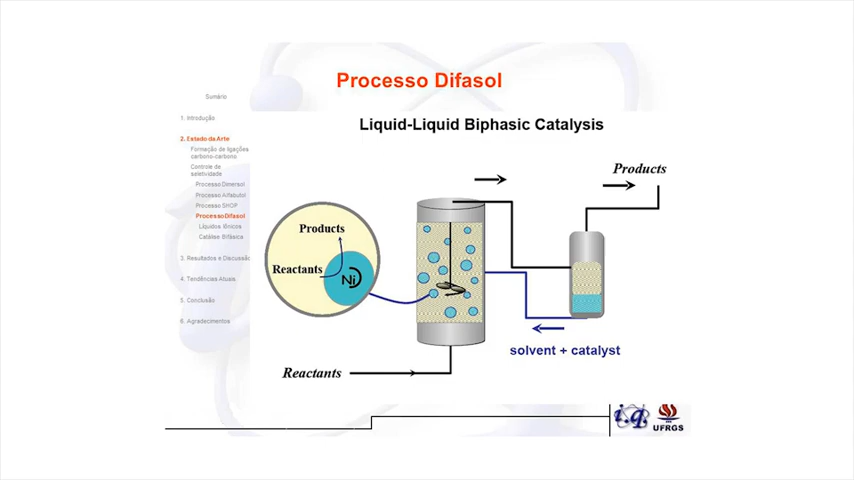 Processo Difasol
Sumário
Liquid-Liquid Biphasic Catalysis
1. Introdução
2. Estado da Arte
Formação de ligações
carbono-carbono
Controle de
seletividade
Processo Dimersol
Processo Alfabutol
Processo SHOP
Processo Difasol
Líquidos Iônicos
Catálise Bifásica
3. Resultados e Discussão
4. Tendências Atuais
5. Conclusão
6. Agradecimentos
Products
Products
Reactants
Ni
solvent + catalyst
Reactants
i.q.
UFRGS